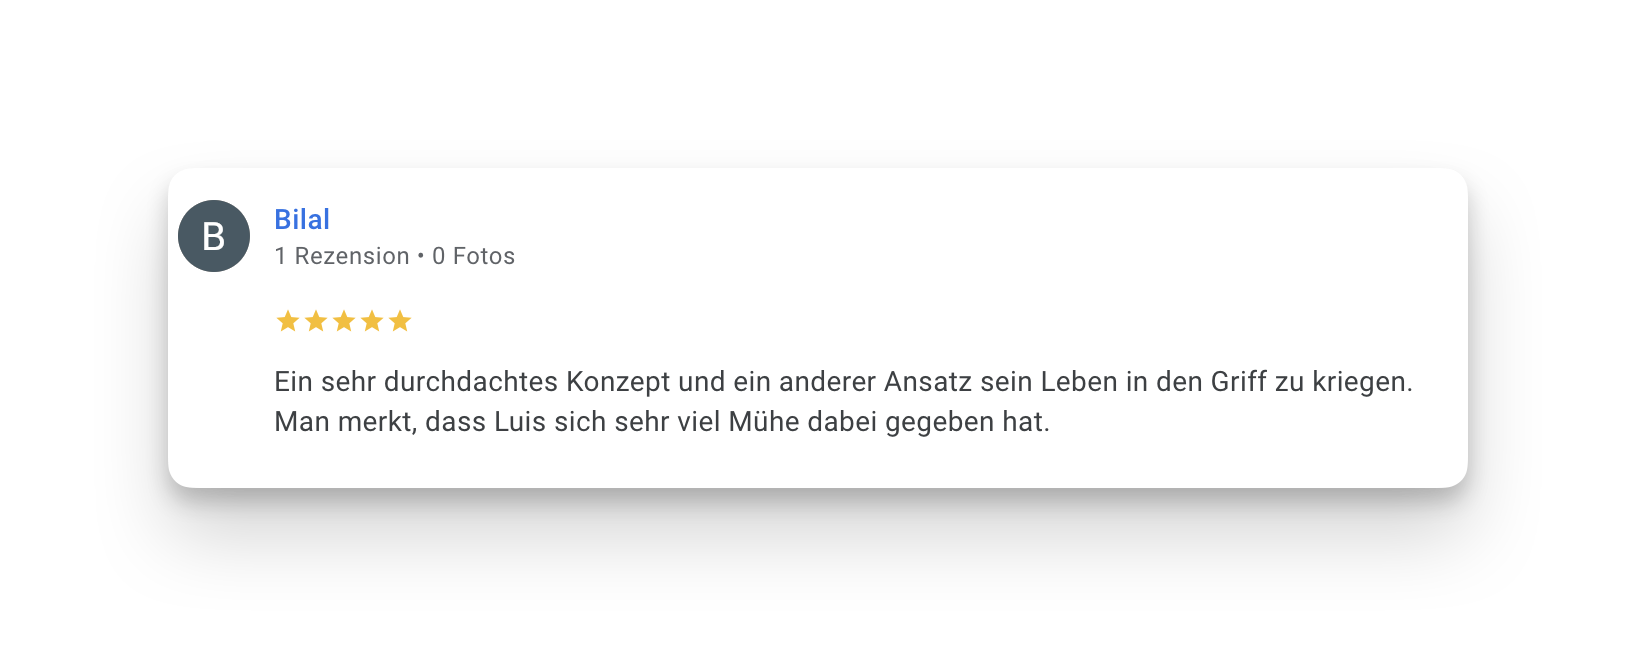 B
Bilal
1 Rezension • 0 Fotos
Ein sehr durchdachtes Konzept und ein anderer Ansatz sein Leben in den Griff zu kriegen.
Man merkt, dass Luis sich sehr viel Mühe dabei gegeben hat.